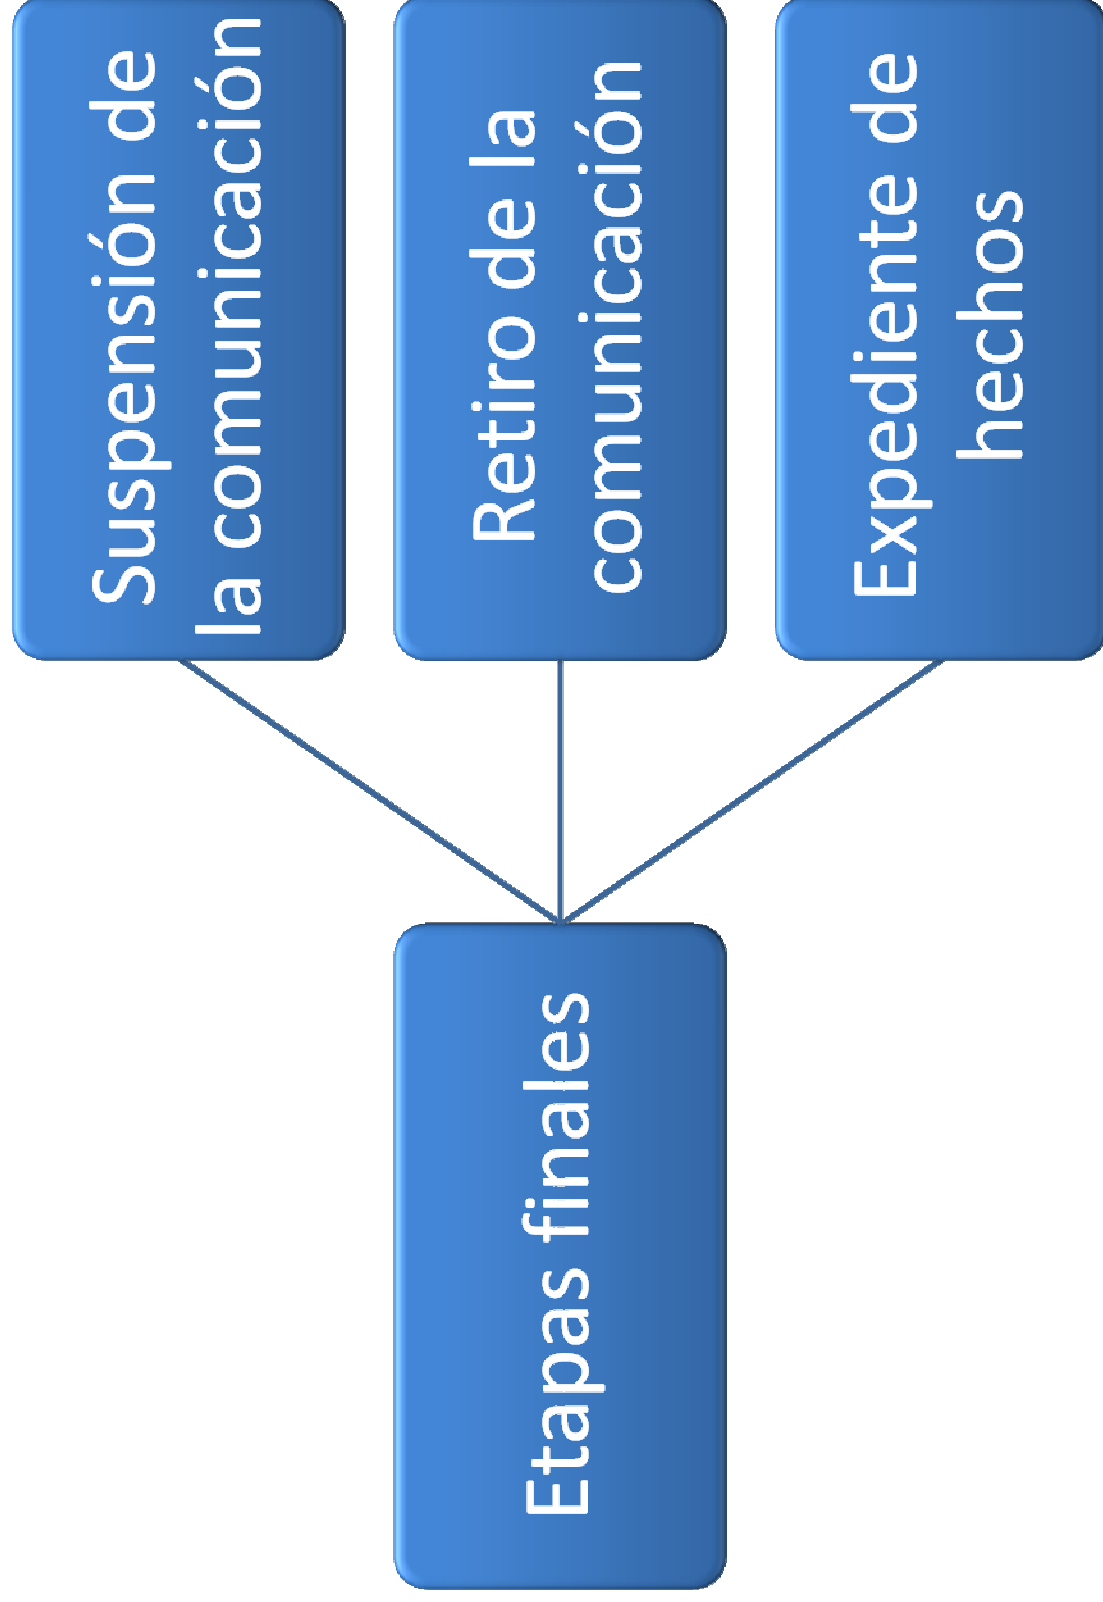 Etapas finales
Suspensión de
la comunicación
Retiro de la
comunicación
Expediente de
hechos